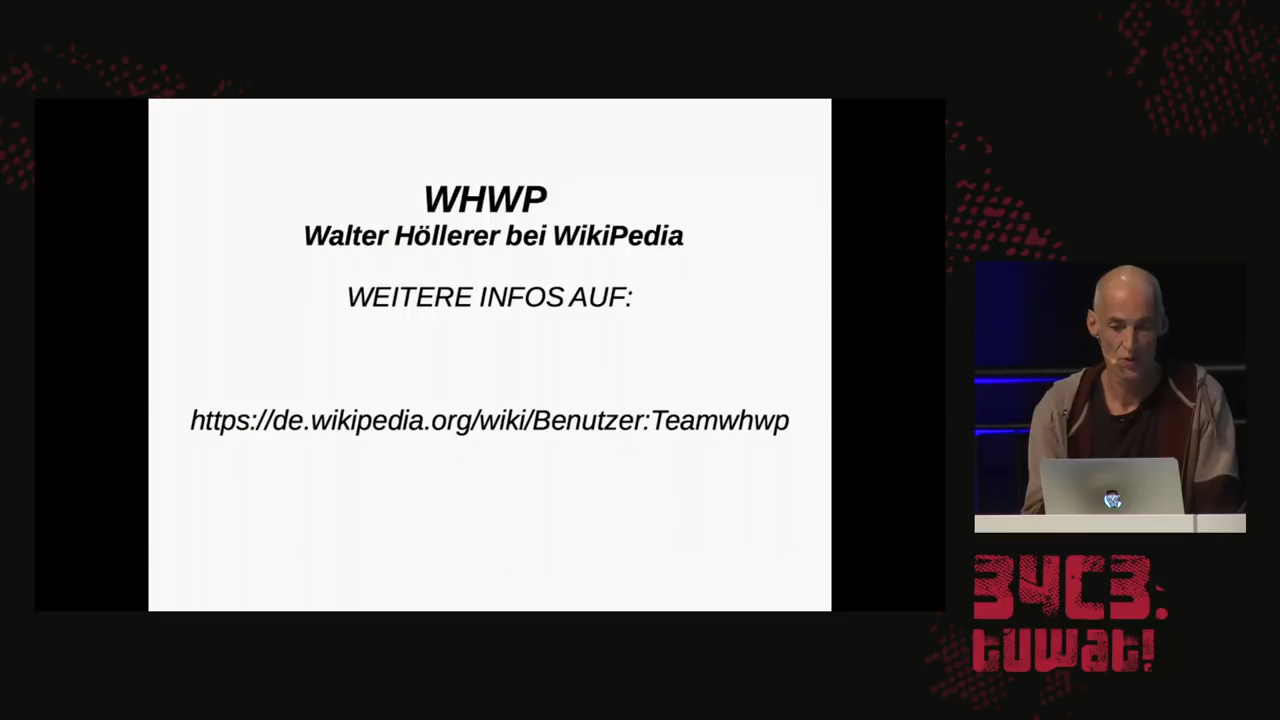 WHWP
Walter Höllerer bei WikiPedia
WEITERE INFOS AUF:
https://de.wikipedia.org/wiki/Benutzer:Teamwhwp
34C3.
tuwat!